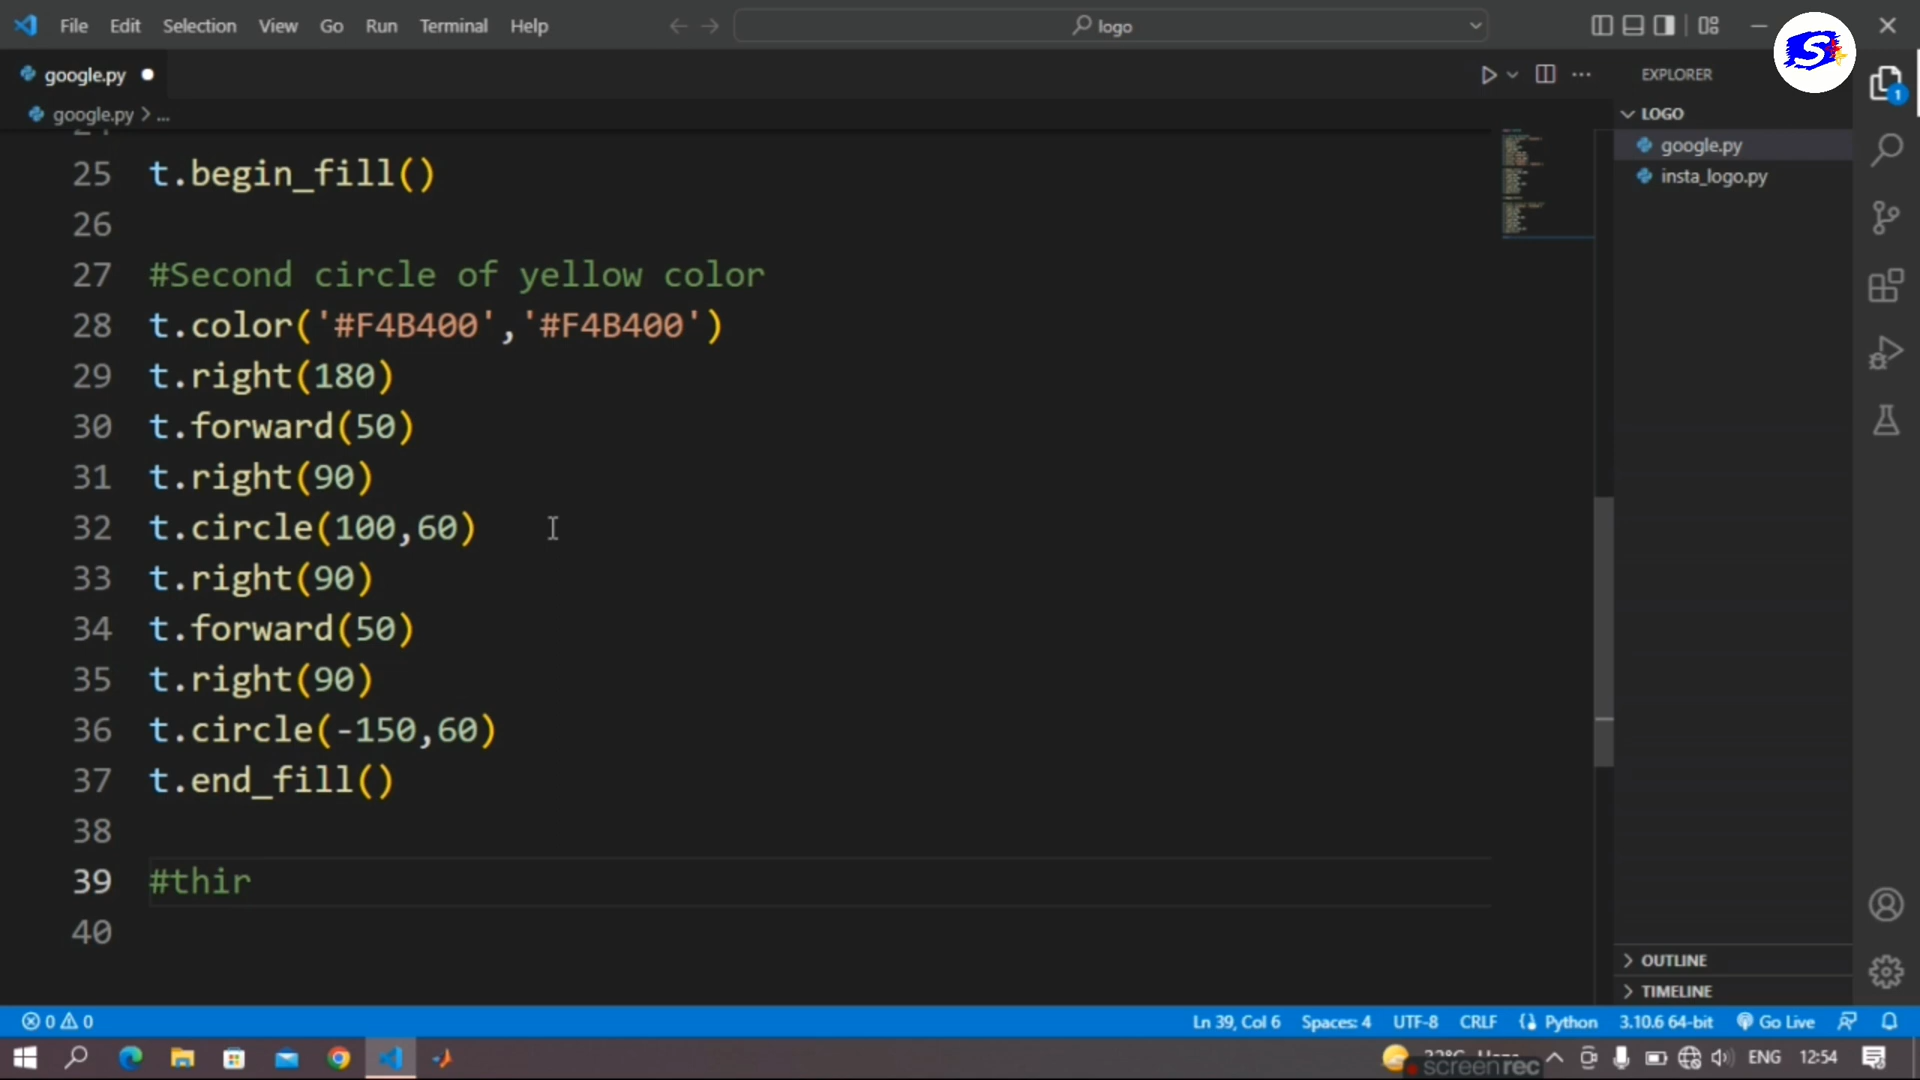 File Edit Selection View Go Run Terminal Help
logo
google.py
EXPLORER
google.py > ...
LOGO
google.py
insta_logo.py
25 t.begin_fill()
26
27 #Second circle of yellow color
28 t.color('#F4B400','#F4B400')
29 t.right(180)
30 t.forward(50)
31 t.right(90)
32 t.circle(100,60)
33 t.right(90)
34 t.forward(50)
35 t.right(90)
36 t.circle(-150,60)
37 t.end_fill()
38
39 #thir
40
OUTLINE
TIMELINE
0 0 Ln 39, Col 6 Spaces: 4 UTF-8 CRLF Python 3.10.6 64-bit Go Live
ENG 12:54
screenrec
S
1